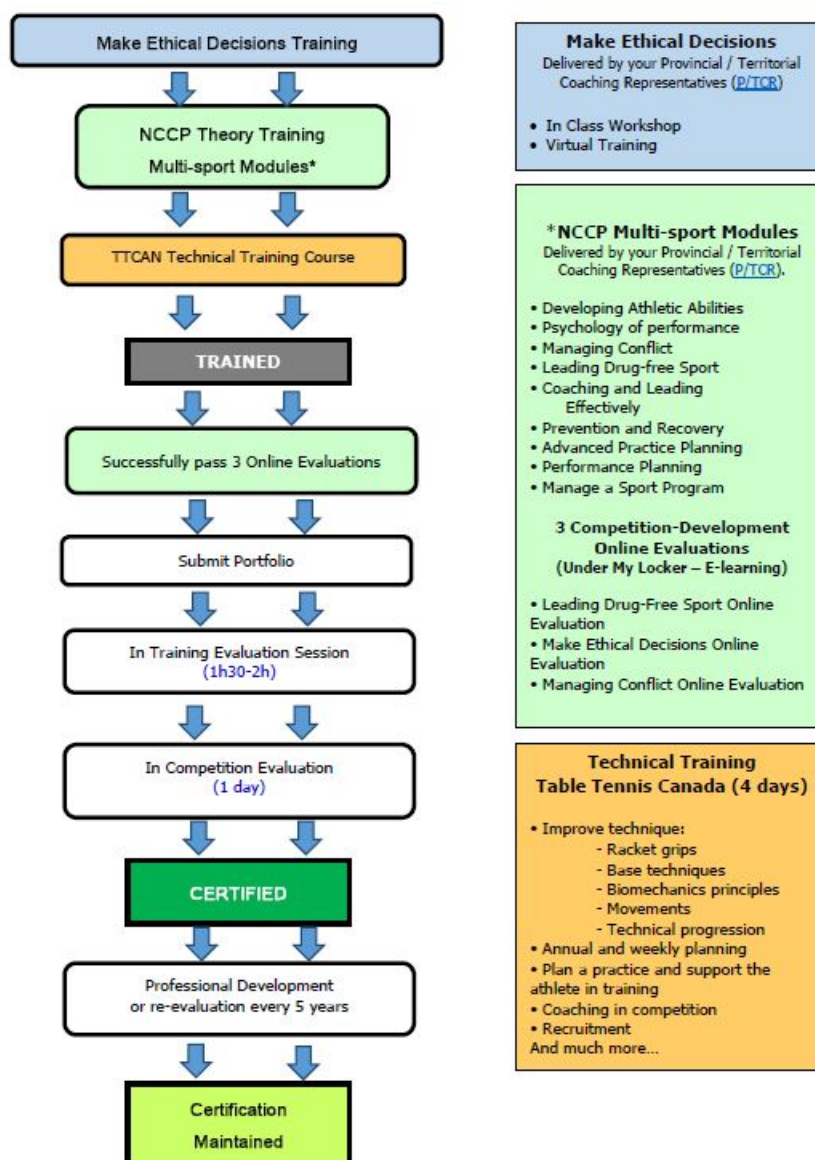 Make Ethical Decisions Training
NCCP Theory Training
Multi-sport Modules*
TTCAN Technical Training Course
TRAINED
Successfully pass 3 Online Evaluations
Submit Portfolio
In Training Evaluation Session
(1h30-2h)
In Competition Evaluation
(1 day)
CERTIFIED
Professional Development
or re-evaluation every 5 years
Certification
Maintained
Make Ethical Decisions
Delivered by your Provincial / Territorial
Coaching Representatives (P/TCR)
• In Class Workshop
• Virtual Training
*NCCP Multi-sport Modules
Delivered by your Provincial / Territorial
Coaching Representatives (P/TCR).
• Developing Athletic Abilities
• Psychology of performance
• Managing Conflict
• Leading Drug-free Sport
• Coaching and Leading
Effectively
• Prevention and Recovery
• Advanced Practice Planning
• Performance Planning
• Manage a Sport Program
3 Competition-Development
Online Evaluations
(Under My Locker – E-learning)
• Leading Drug-Free Sport Online
Evaluation
• Make Ethical Decisions Online
Evaluation
• Managing Conflict Online Evaluation
Technical Training
Table Tennis Canada (4 days)
• Improve technique:
- Racket grips
- Base techniques
- Biomechanics principles
- Movements
- Technical progression
• Annual and weekly planning
• Plan a practice and support the
athlete in training
• Coaching in competition
• Recruitment
And much more...